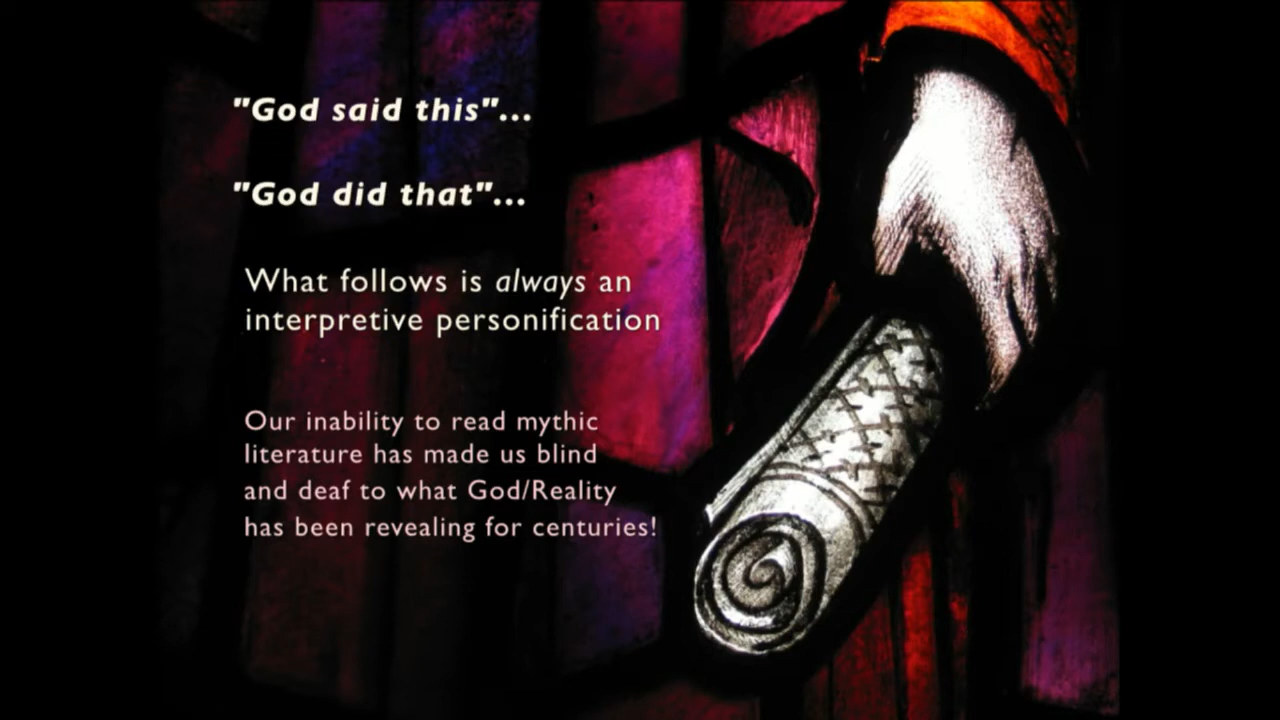 "God said this"...
"God did that"...
What follows is always an
interpretive personification
Our inability to read mythic
literature has made us blind
and deaf to what God/Reality
has been revealing for centuries!